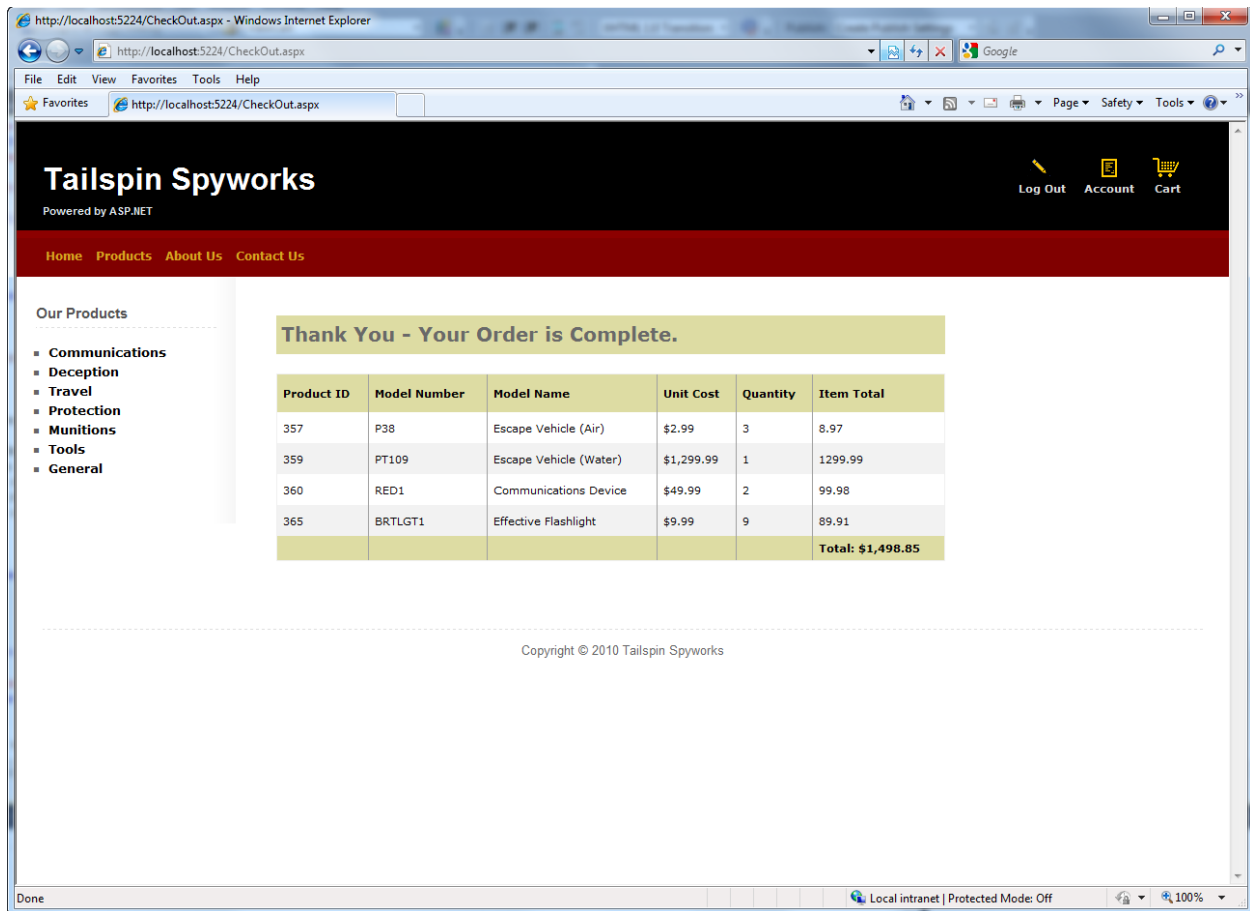 http://localhost:5224/CheckOut.aspx - Windows Internet Explorer
http://localhost:5224/CheckOut.aspx
Google
File Edit View Favorites Tools Help
Favorites http://localhost:5224/CheckOut.aspx Page Safety Tools
Tailspin Spyworks
Powered by ASP.NET
Log Out Account Cart
Home Products About Us Contact Us
Our Products
Communications
Deception
Travel
Protection
Munitions
Tools
General
Thank You - Your Order is Complete.
Product ID Model Number Model Name Unit Cost Quantity Item Total
357 P38 Escape Vehicle (Air) $2.99 3 8.97
359 PT109 Escape Vehicle (Water) $1,299.99 1 1299.99
360 RED1 Communications Device $49.99 2 99.98
365 BRTLGT1 Effective Flashlight $9.99 9 89.91
Total: $1,498.85
Copyright © 2010 Tailspin Spyworks
Done Local intranet | Protected Mode: Off 100%